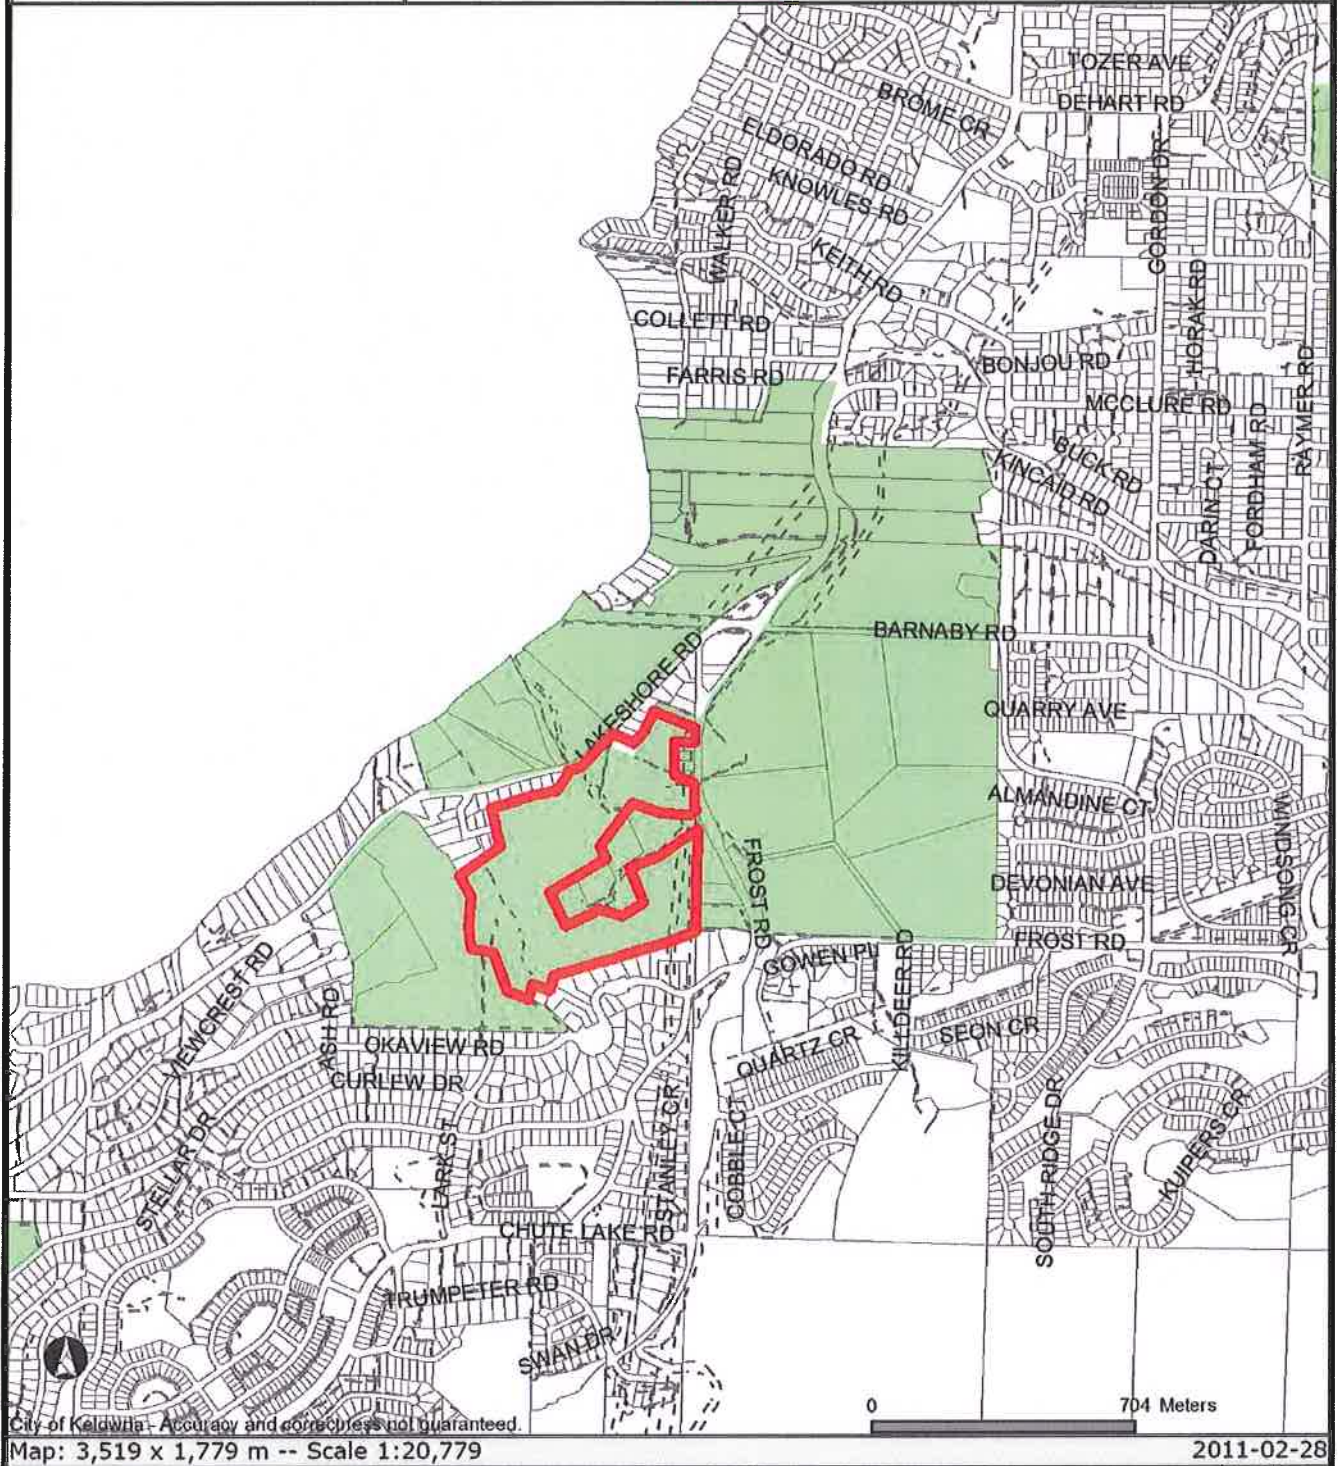 TOZER AVE
DEHART RD
BROME CR
ELDORADO RD
KNOWLES RD
WALKER RD
GORDON DR
KEITH RD
HORAK RD
COLLETT RD
BONJOU RD
FARRIS RD
MCCLURE RD
RAYMER RD
BUCK RD
KINCAID RD
FORDHAM RD
DARIN CT
BARNABY RD
LAKESHORE RD
QUARRY AVE
ALMANDINE CT
WINDSONG CR
FROST RD
DEVONIAN AVE
FROST RD
GOWEN PL
VIEWCREST RD
KILLDEER RD
ASH RD
SEON CR
QUARTZ CR
OKAVIEW RD
CURLEW DR
STELLAR DR
LARK ST
STANLEY CR
COBBLE CT
SOUTH RIDGE DR
KUIPERS CR
CHUTE LAKE RD
TRUMPETER RD
SWAN DR
0 704 Meters
City of Kelowna - Accuracy and correctness not guaranteed.
Map: 3,519 x 1,779 m -- Scale 1:20,779
2011-02-28